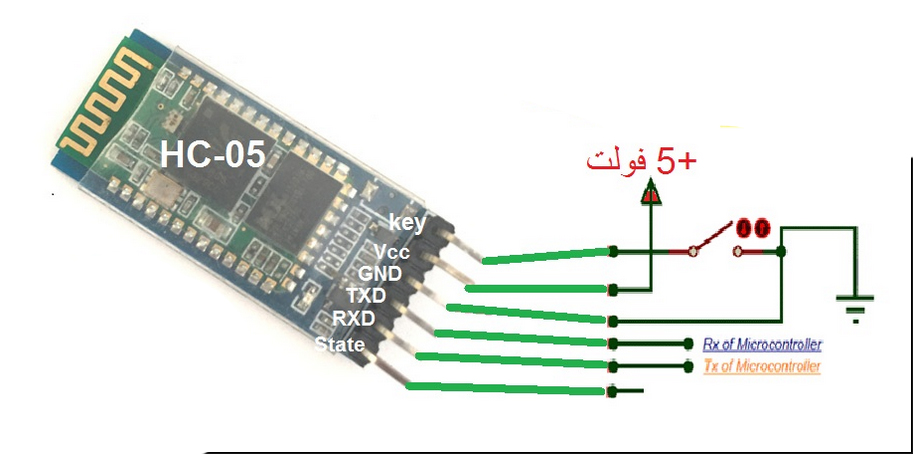 HC-05
+5 فولت
key
Vcc
GND
TXD
RXD
State
Rx of Microcontroller
Tx of Microcontroller